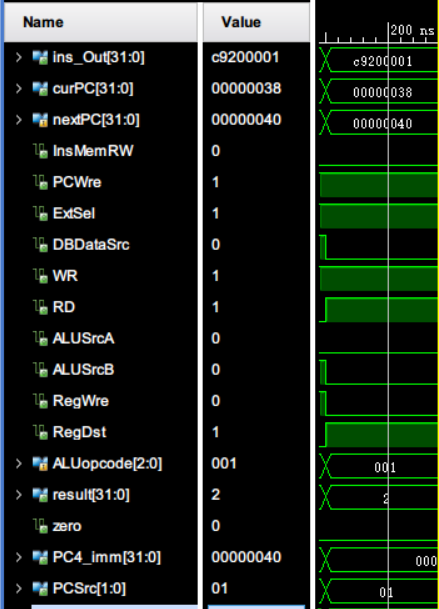 Name Value
200 ns
ins_Out[31:0] c9200001 c9200001
curPC[31:0] 00000038 00000038
nextPC[31:0] 00000040 00000040
InsMemRW 0
PCWre 1
ExtSel 1
DBDataSrc 0
WR 1
RD 1
ALUSrcA 0
ALUSrcB 0
RegWre 0
RegDst 1
ALUopcode[2:0] 001 001
result[31:0] 2 2
zero 0
PC4_imm[31:0] 00000040 000
PCSrc[1:0] 01 01